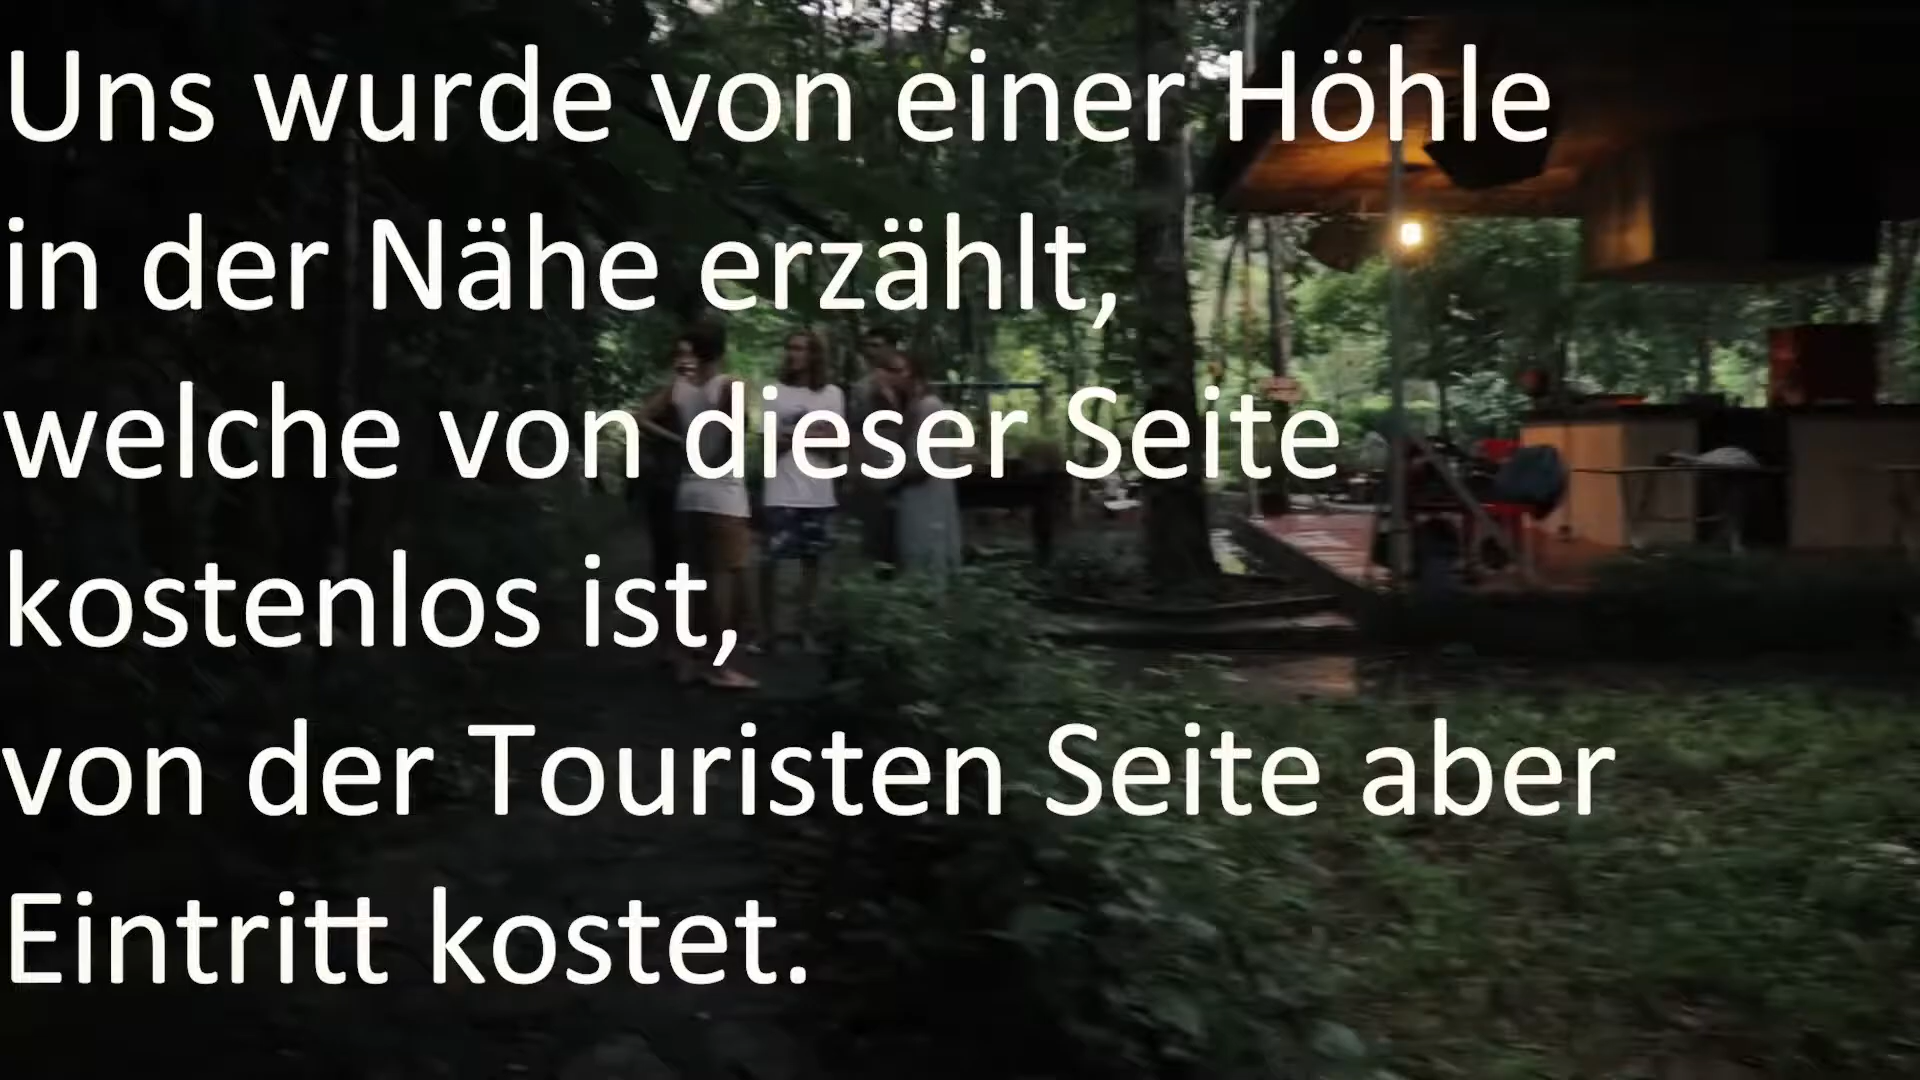 Uns wurde von einer Höhle
in der Nähe erzählt,
welche von dieser Seite
kostenlos ist,
von der Touristen Seite aber
Eintritt kostet.